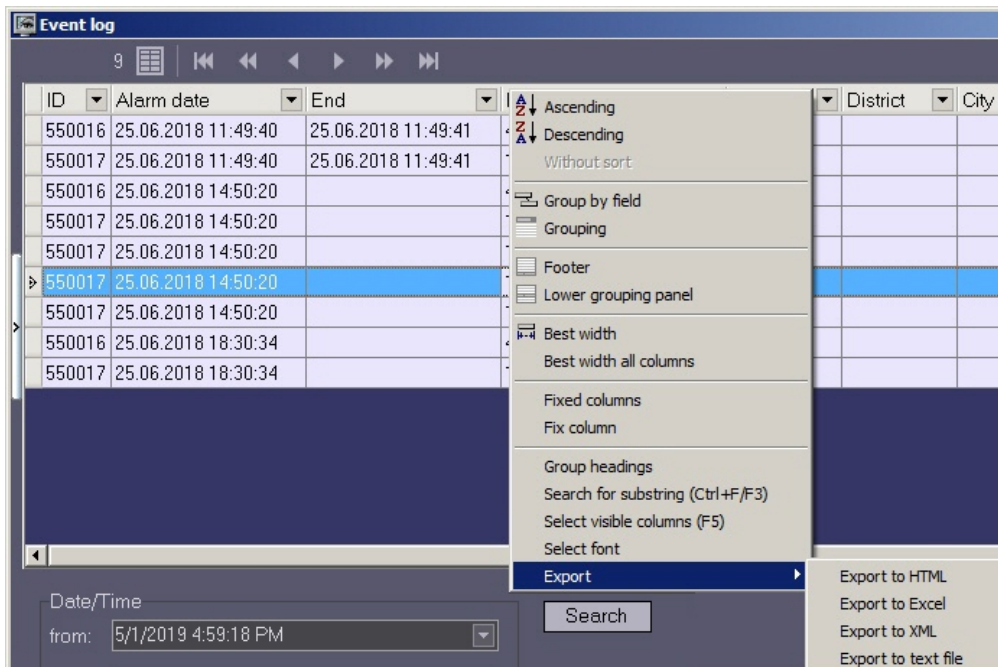 Event log
9
ID Alarm date End District City
550016 25.06.2018 11:49:40 25.06.2018 11:49:41
550017 25.06.2018 11:49:40 25.06.2018 11:49:41
550016 25.06.2018 14:50:20
550017 25.06.2018 14:50:20
550017 25.06.2018 14:50:20
550017 25.06.2018 14:50:20
550017 25.06.2018 14:50:20
550016 25.06.2018 18:30:34
550017 25.06.2018 18:30:34
Ascending
Descending
Without sort
Group by field
Grouping
Footer
Lower grouping panel
Best width
Best width all columns
Fixed columns
Fix column
Group headings
Search for substring (Ctrl+F/F3)
Select visible columns (F5)
Select font
Export
Export to HTML
Export to Excel
Export to XML
Export to text file
Date/Time
from: 5/1/2019 4:59:18 PM
Search